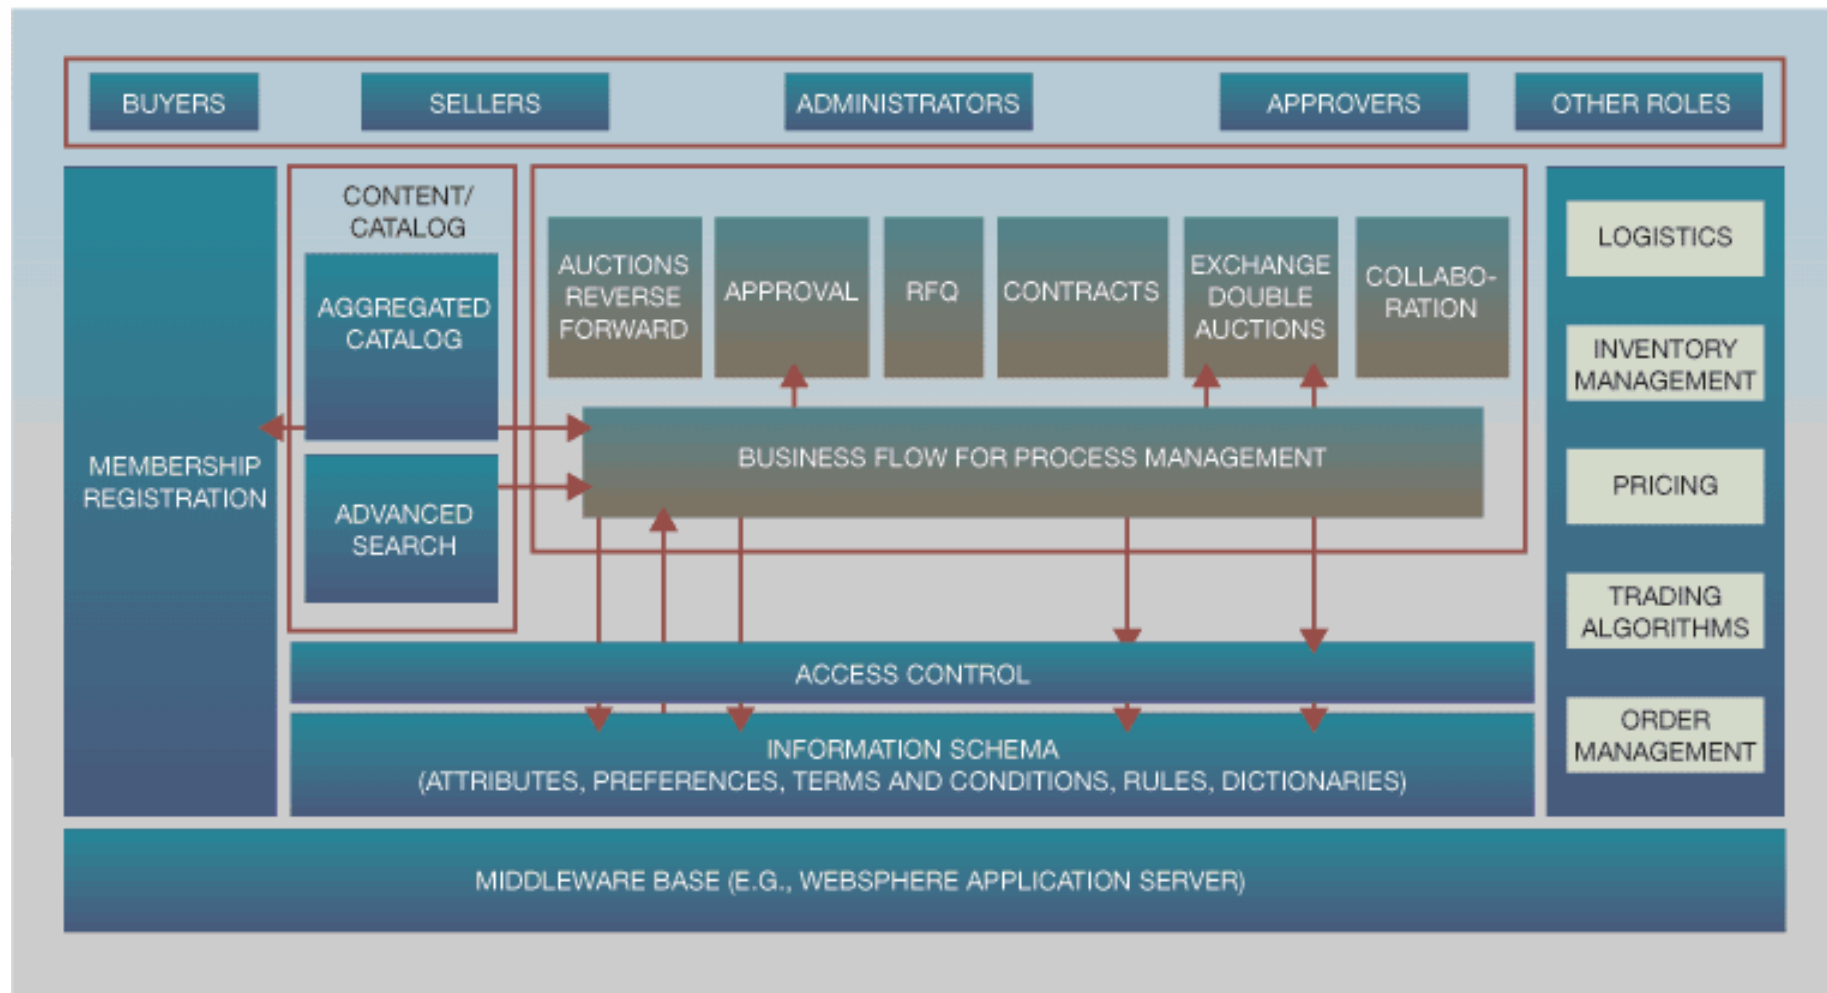 BUYERS
SELLERS
ADMINISTRATORS
APPROVERS
OTHER ROLES
MEMBERSHIP
REGISTRATION
CONTENT/
CATALOG
AGGREGATED
CATALOG
ADVANCED
SEARCH
AUCTIONS
REVERSE
FORWARD
APPROVAL
RFQ
CONTRACTS
EXCHANGE
DOUBLE
AUCTIONS
COLLABO-
RATION
BUSINESS FLOW FOR PROCESS MANAGEMENT
LOGISTICS
INVENTORY
MANAGEMENT
PRICING
TRADING
ALGORITHMS
ORDER
MANAGEMENT
ACCESS CONTROL
INFORMATION SCHEMA
(ATTRIBUTES, PREFERENCES, TERMS AND CONDITIONS, RULES, DICTIONARIES)
MIDDLEWARE BASE (E.G., WEBSPHERE APPLICATION SERVER)